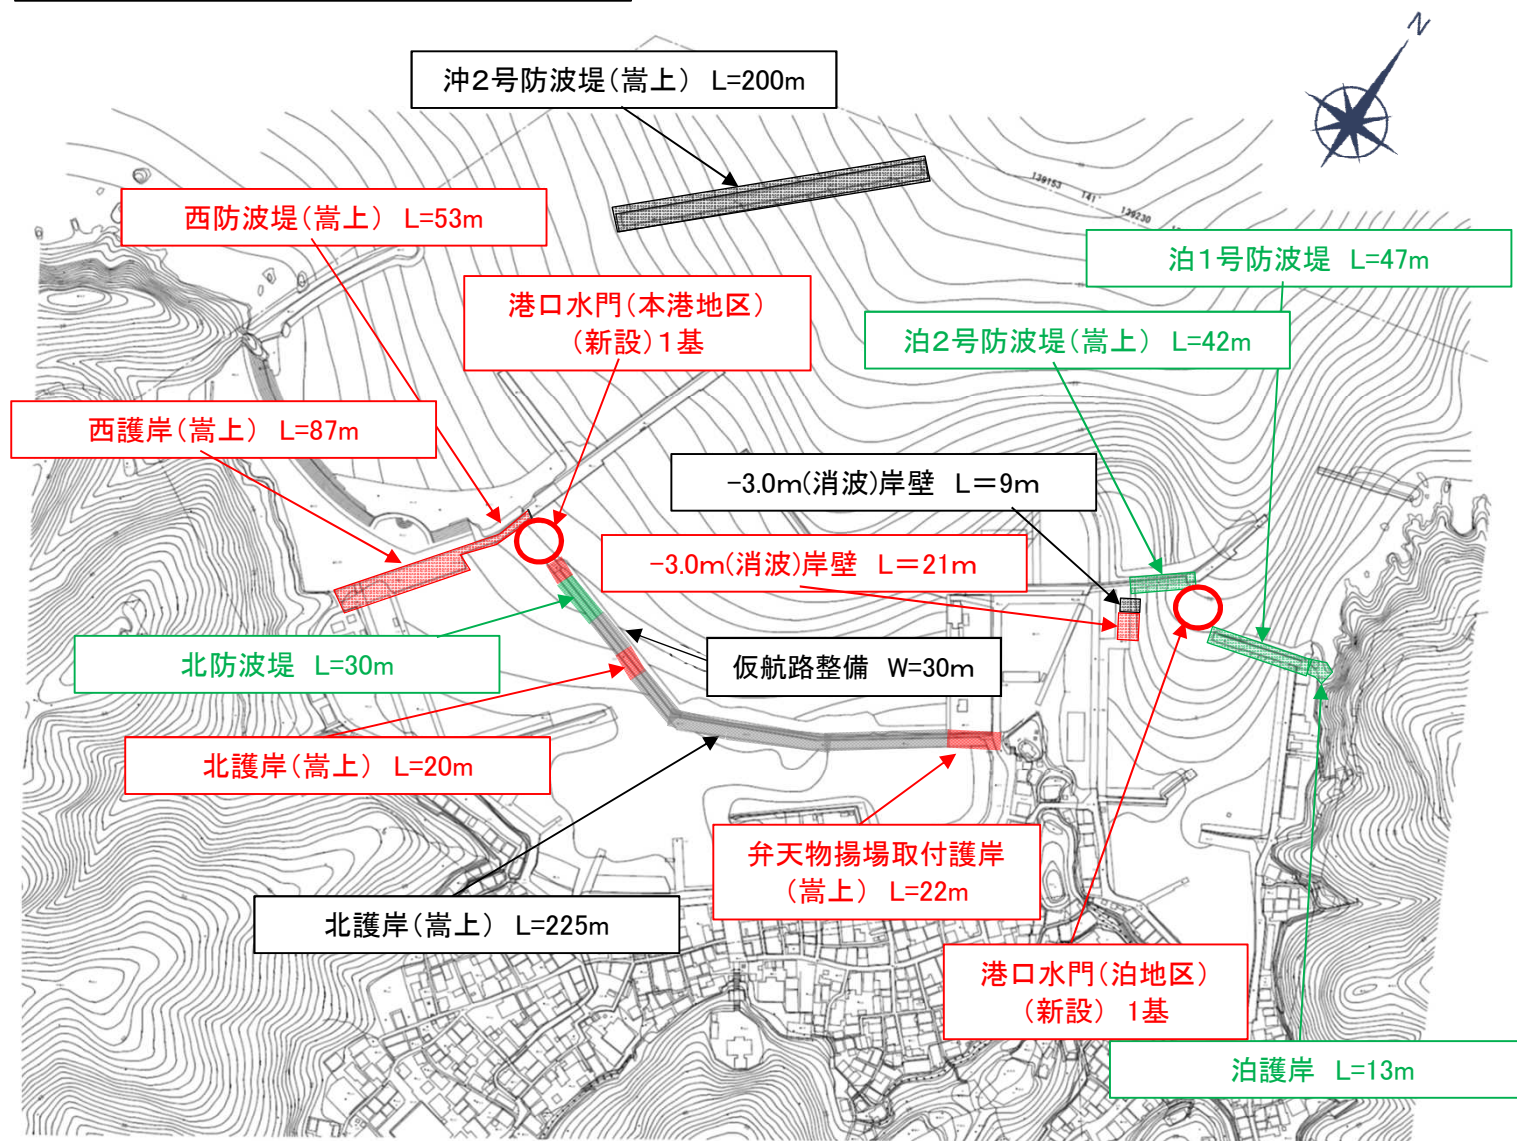 N
沖2号防波堤(嵩上) L=200m
139153
141
139230
西防波堤(嵩上) L=53m
泊1号防波堤 L=47m
港口水門(本港地区)
(新設)1基
泊2号防波堤(嵩上) L=42m
西護岸(嵩上) L=87m
-3.0m(消波)岸壁 L=9m
-3.0m(消波)岸壁 L=21m
北防波堤 L=30m
仮航路整備 W=30m
北護岸(嵩上) L=20m
弁天物揚場取付護岸
(嵩上) L=22m
北護岸(嵩上) L=225m
港口水門(泊地区)
(新設) 1基
泊護岸 L=13m